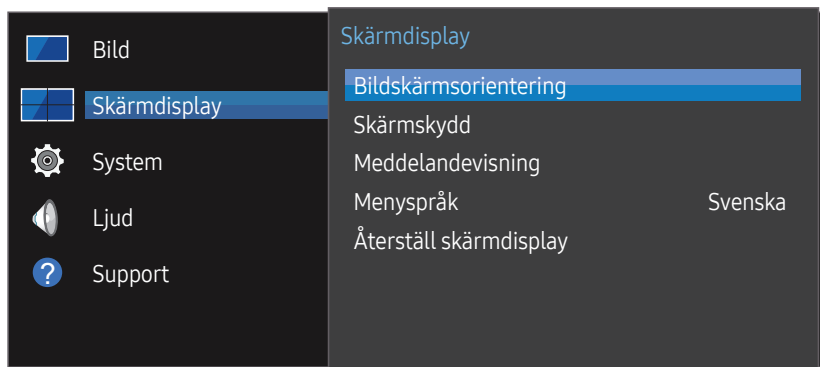 Bild
Skärmdisplay
System
Ljud
?
Support
Skärmdisplay
Bildskärmsorientering
Skärmskydd
Meddelandevisning
Menyspråk Svenska
Återställ skärmdisplay